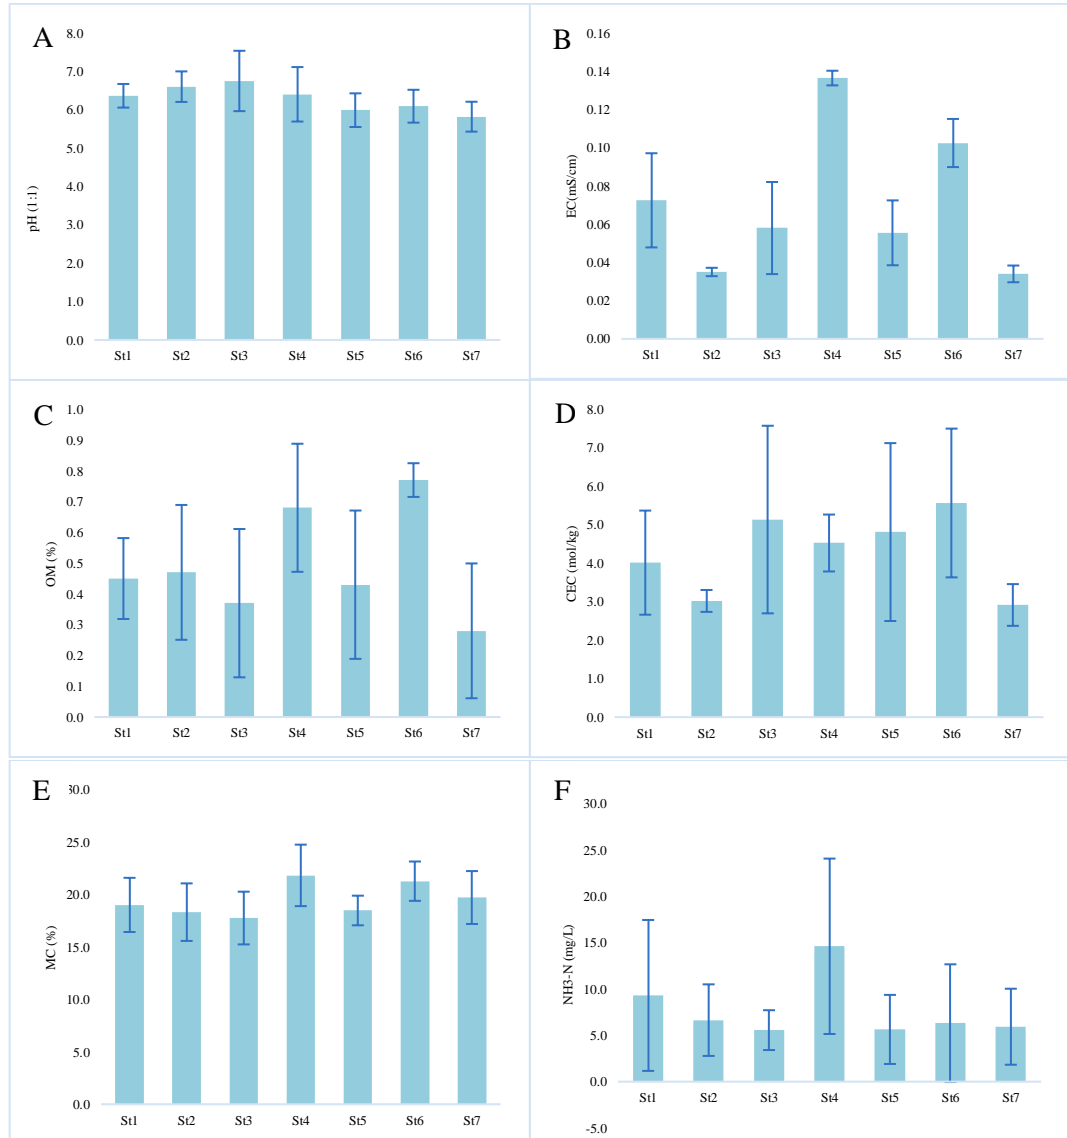 A
8.0
7.0
6.0
5.0
4.0
3.0
2.0
1.0
0.0
pH (1:1)
St1 St2 St3 St4 St5 St6 St7
B
0.16
0.14
0.12
0.10
0.08
0.06
0.04
0.02
0.00
EC(mS/cm)
St1 St2 St3 St4 St5 St6 St7
C
1.0
0.9
0.8
0.7
0.6
0.5
0.4
0.3
0.2
0.1
0.0
OM (%)
St1 St2 St3 St4 St5 St6 St7
D
8.0
7.0
6.0
5.0
4.0
3.0
2.0
1.0
0.0
CEC (mol/kg)
St1 St2 St3 St4 St5 St6 St7
E
30.0
25.0
20.0
15.0
10.0
5.0
0.0
MC (%)
St1 St2 St3 St4 St5 St6 St7
F
30.0
25.0
20.0
15.0
10.0
5.0
0.0
-5.0
NH3-N (mg/L)
St1 St2 St3 St4 St5 St6 St7